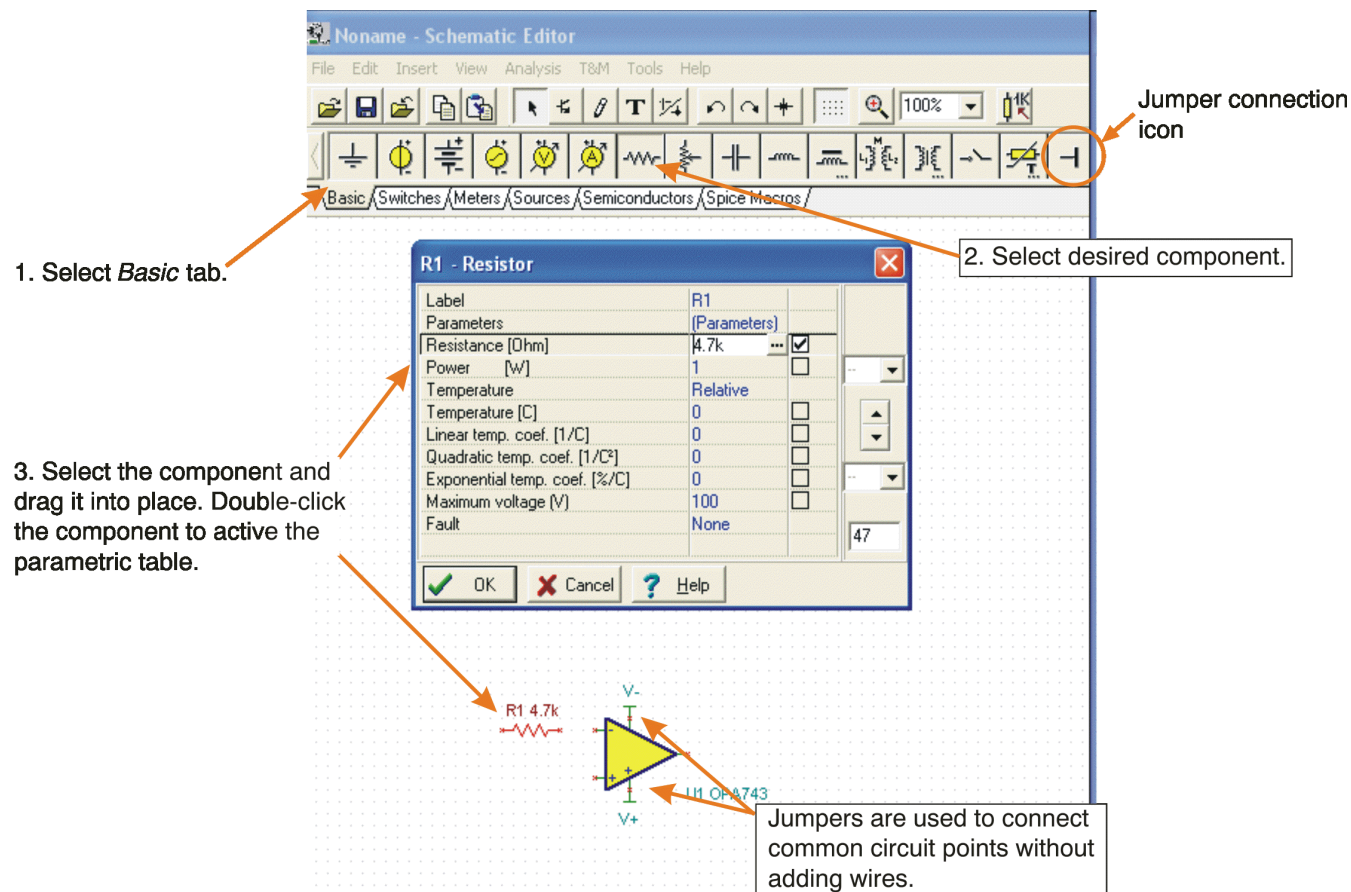 Noname - Schematic Editor
File Edit Insert View Analysis T&M Tools Help
T 100% 1K
Jumper connection
icon
V A M L1 L2 T
Basic Switches Meters Sources Semiconductors Spice Macros
1. Select Basic tab.
2. Select desired component.
R1 - Resistor
Label R1
Parameters (Parameters)
Resistance [Ohm] 4.7k ...
Power [W] 1 --
Temperature Relative
Temperature [C] 0
Linear temp. coef. [1/C] 0
Quadratic temp. coef. [1/C²] 0
Exponential temp. coef. [%/C] 0 --
Maximum voltage (V) 100
Fault None
47
OK Cancel ? Help
3. Select the component and
drag it into place. Double-click
the component to active the
parametric table.
V-
R1 4.7k
-
+ +
U1 OPA743
V+
Jumpers are used to connect
common circuit points without
adding wires.